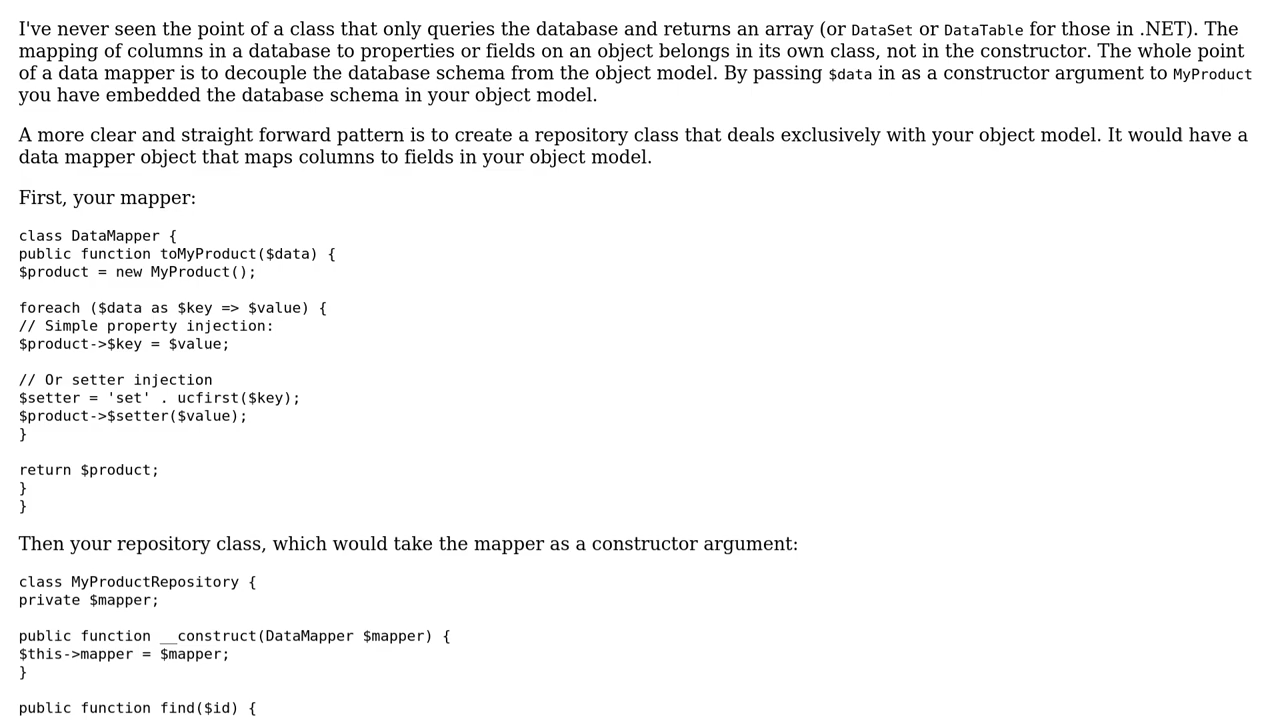 I've never seen the point of a class that only queries the database and returns an array (or DataSet or DataTable for those in .NET). The
mapping of columns in a database to properties or fields on an object belongs in its own class, not in the constructor. The whole point
of a data mapper is to decouple the database schema from the object model. By passing $data in as a constructor argument to MyProduct
you have embedded the database schema in your object model.
A more clear and straight forward pattern is to create a repository class that deals exclusively with your object model. It would have a
data mapper object that maps columns to fields in your object model.
First, your mapper:
class DataMapper {
public function toMyProduct($data) {
$product = new MyProduct();
foreach ($data as $key => $value) {
// Simple property injection:
$product->$key = $value;
// Or setter injection
$setter = 'set' . ucfirst($key);
$product->$setter($value);
}
return $product;
}
}
Then your repository class, which would take the mapper as a constructor argument:
class MyProductRepository {
private $mapper;
public function __construct(DataMapper $mapper) {
$this->mapper = $mapper;
}
public function find($id) {